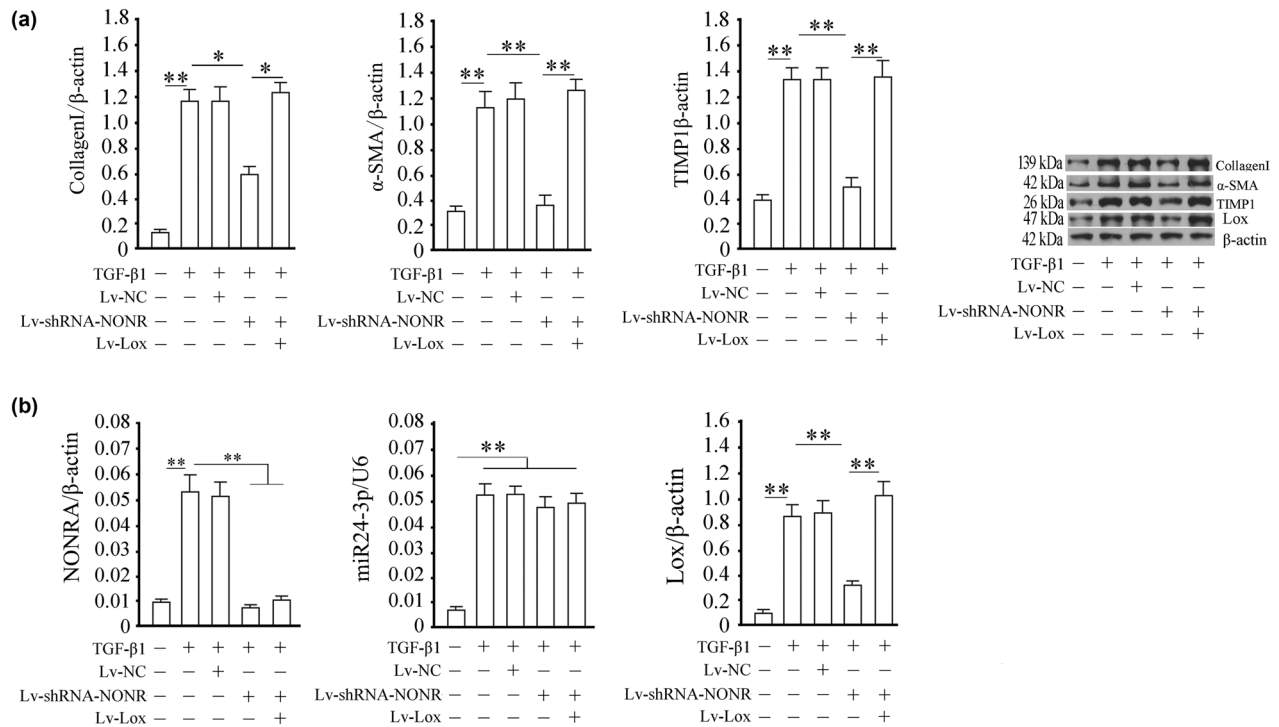 (a)
CollagenI/β-actin
1.8
1.6
1.4
1.2
1.0
0.8
0.6
0.4
0.2
0
** * *
TGF-β1 − + + + +
Lv-NC − − + − −
Lv-shRNA-NONR − − − + +
Lv-Lox − − − − +
α-SMA/β-actin
1.8
1.6
1.4
1.2
1.0
0.8
0.6
0.4
0.2
0
** ** **
TGF-β1 − + + + +
Lv-NC − − + − −
Lv-shRNA-NONR − − − + +
Lv-Lox − − − − +
TIMP1β-actin
1.8
1.6
1.4
1.2
1.0
0.8
0.6
0.4
0.2
0
** ** **
TGF-β1 − + + + +
Lv-NC − − + − −
Lv-shRNA-NONR − − − + +
Lv-Lox − − − − +
139 kDa CollagenI
42 kDa α-SMA
26 kDa TIMP1
47 kDa Lox
42 kDa β-actin
TGF-β1 − + + + +
Lv-NC − − + − −
Lv-shRNA-NONR − − − + +
Lv-Lox − − − − +
(b)
NONRA/β-actin
0.08
0.07
0.06
0.05
0.04
0.03
0.02
0.01
0
** **
TGF-β1 − + + + +
Lv-NC − − + − −
Lv-shRNA-NONR − − − + +
Lv-Lox − − − − +
miR24-3p/U6
0.08
0.07
0.06
0.05
0.04
0.03
0.02
0.01
0
**
TGF-β1 − + + + +
Lv-NC − − + − −
Lv-shRNA-NONR − − − + +
Lv-Lox − − − − +
Lox/β-actin
1.6
1.4
1.2
1.0
0.8
0.6
0.4
0.2
0
** ** **
TGF-β1 − + + + +
Lv-NC − − + − −
Lv-shRNA-NONR − − − + +
Lv-Lox − − − − +